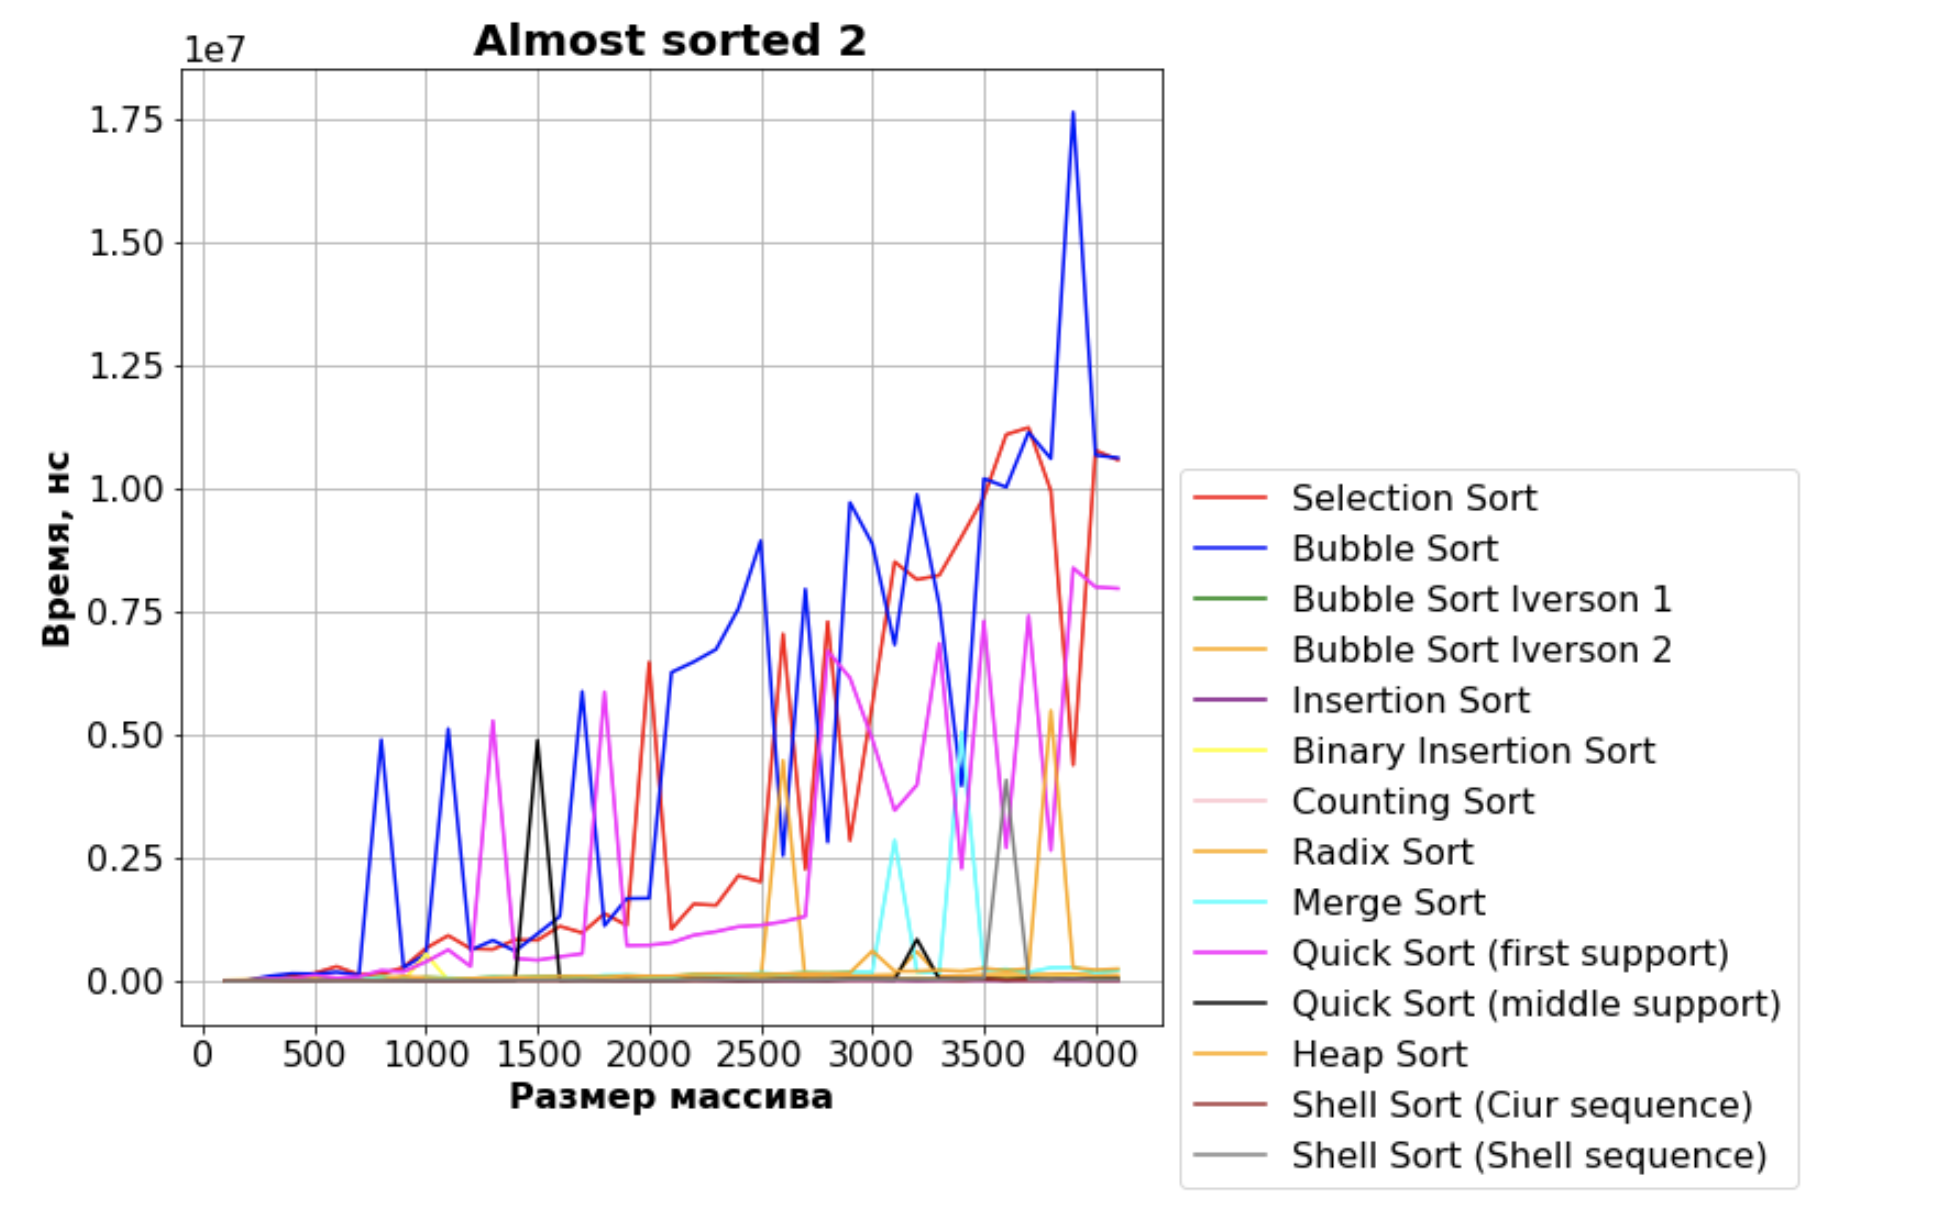 Almost sorted 2
1e7
1.75
1.50
1.25
1.00
0.75
0.50
0.25
0.00
Время, нс
0 500 1000 1500 2000 2500 3000 3500 4000
Размер массива
Selection Sort
Bubble Sort
Bubble Sort Iverson 1
Bubble Sort Iverson 2
Insertion Sort
Binary Insertion Sort
Counting Sort
Radix Sort
Merge Sort
Quick Sort (first support)
Quick Sort (middle support)
Heap Sort
Shell Sort (Ciur sequence)
Shell Sort (Shell sequence)